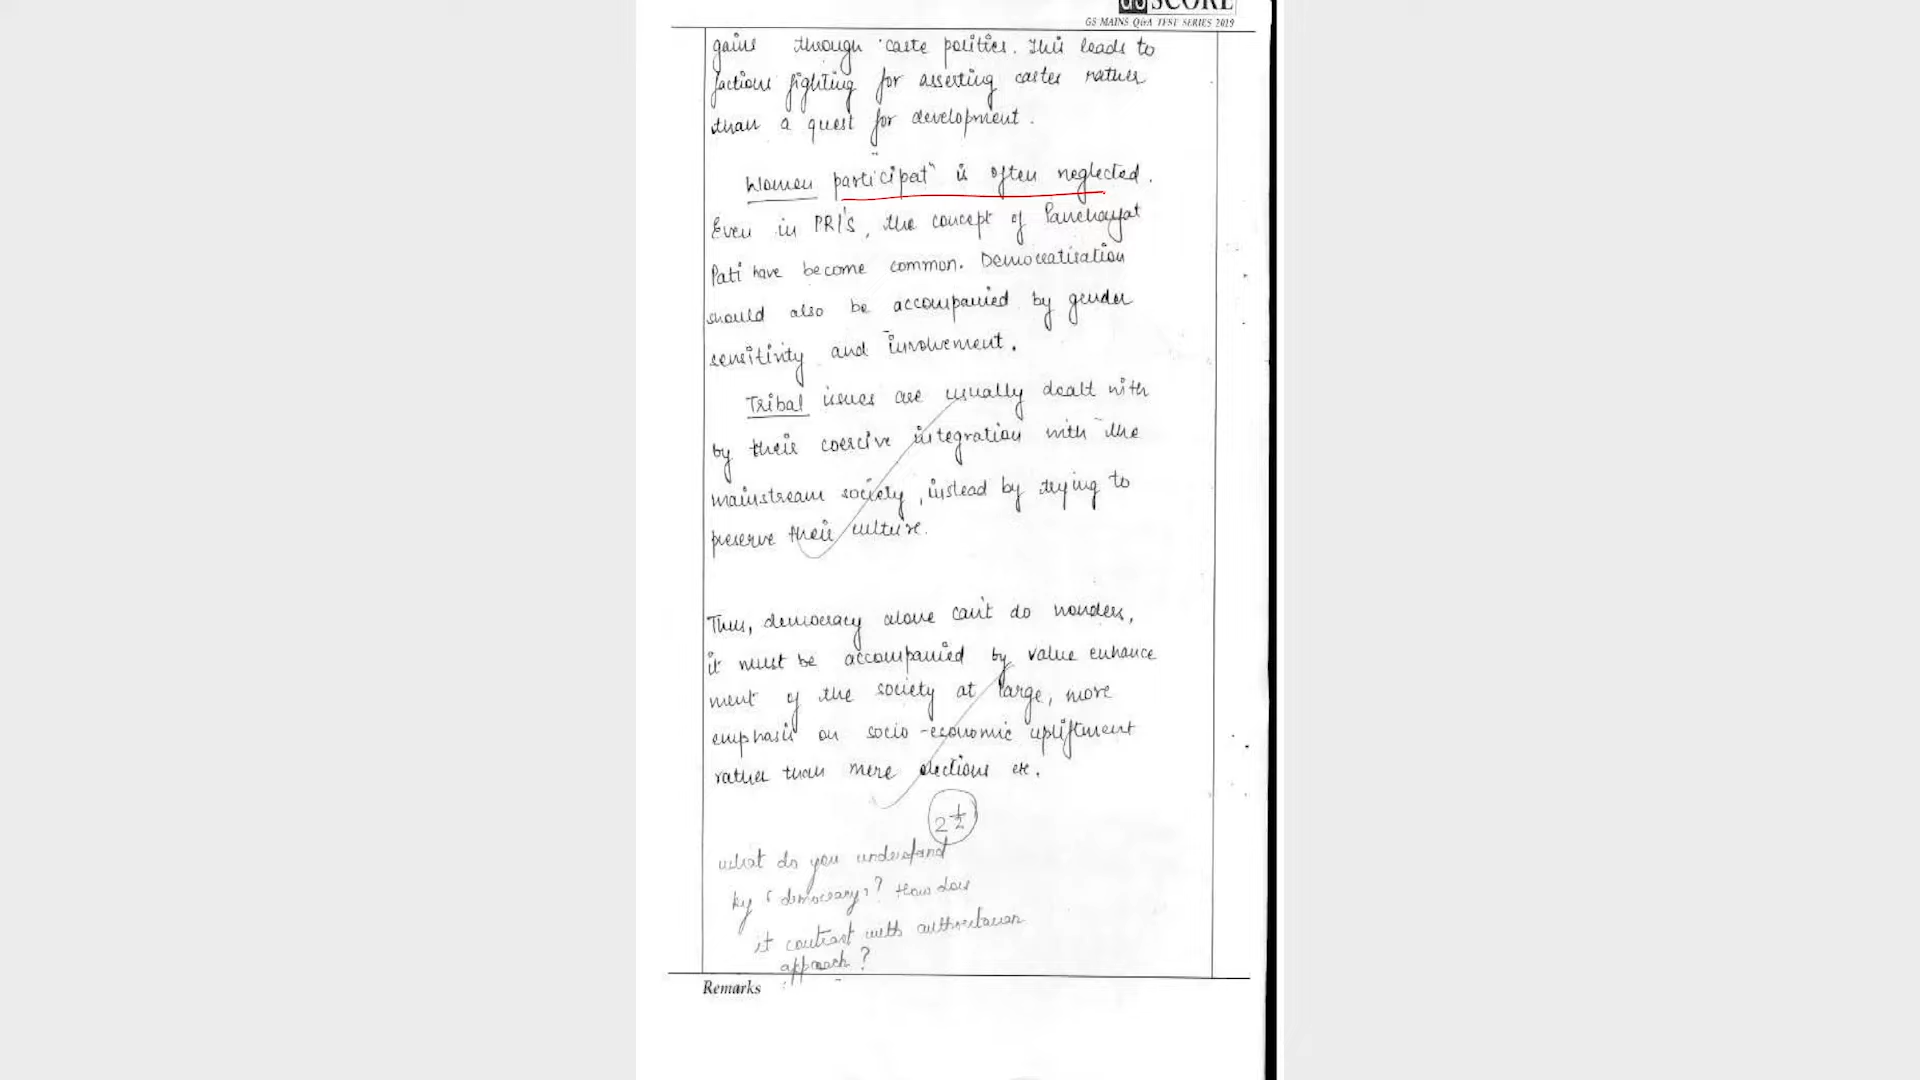 GS SCORE
GS MAINS Q&A TEST SERIES 2019
gains through caste politics. This leads to
factions fighting for asserting castes rather
than a quest for development.
Women participatⁿ is often neglected.
Even in PRI's, the concept of Panchayat
Pati have become common. Democratisation
should also be accompanied by gender
sensitivity and involvement.
Tribal issues are usually dealt with
by their coercive integration with the
mainstream society, instead by trying to
preserve their culture.
Thus, democracy alone can't do wonders,
it must be accompanied by value enhance
ment of the society at large, more
emphasis on socio-economic upliftment
rather than mere elections etc.
2 1/2
what do you understand
by 'democracy'? How does
it contrast with authoritarian
approach?
Remarks